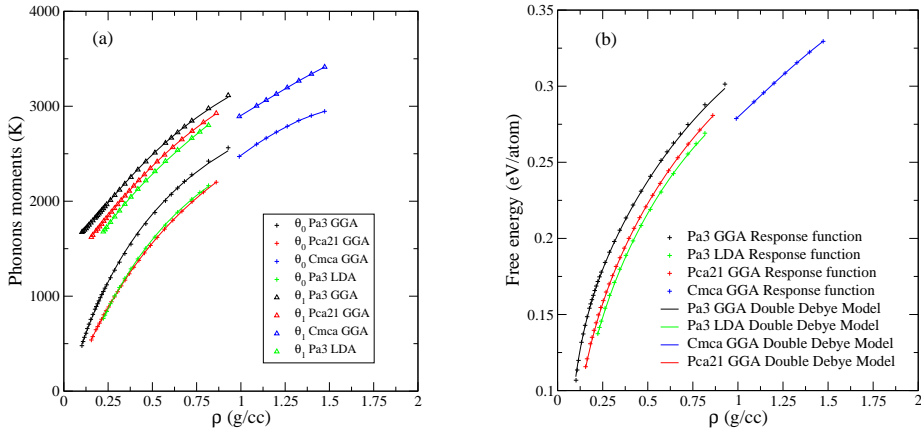 (a)
Phonons moments (K)
4000
3000
2000
1000
0
0
0.25
0.5
0.75
1
1.25
1.5
1.75
2
ρ (g/cc)
θ0 Pa3 GGA
θ0 Pca21 GGA
θ0 Cmca GGA
θ0 Pa3 LDA
θ1 Pa3 GGA
θ1 Pca21 GGA
θ1 Cmca GGA
θ1 Pa3 LDA
(b)
Free energy (eV/atom)
0.35
0.3
0.25
0.2
0.15
0.1
0
0.25
0.5
0.75
1
1.25
1.5
1.75
2
ρ (g/cc)
Pa3 GGA Response function
Pa3 LDA Response function
Pca21 GGA Response function
Cmca GGA Response function
Pa3 GGA Double Debye Model
Pa3 LDA Double Debye Model
Cmca GGA Double Debye Model
Pca21 GGA Double Debye Model